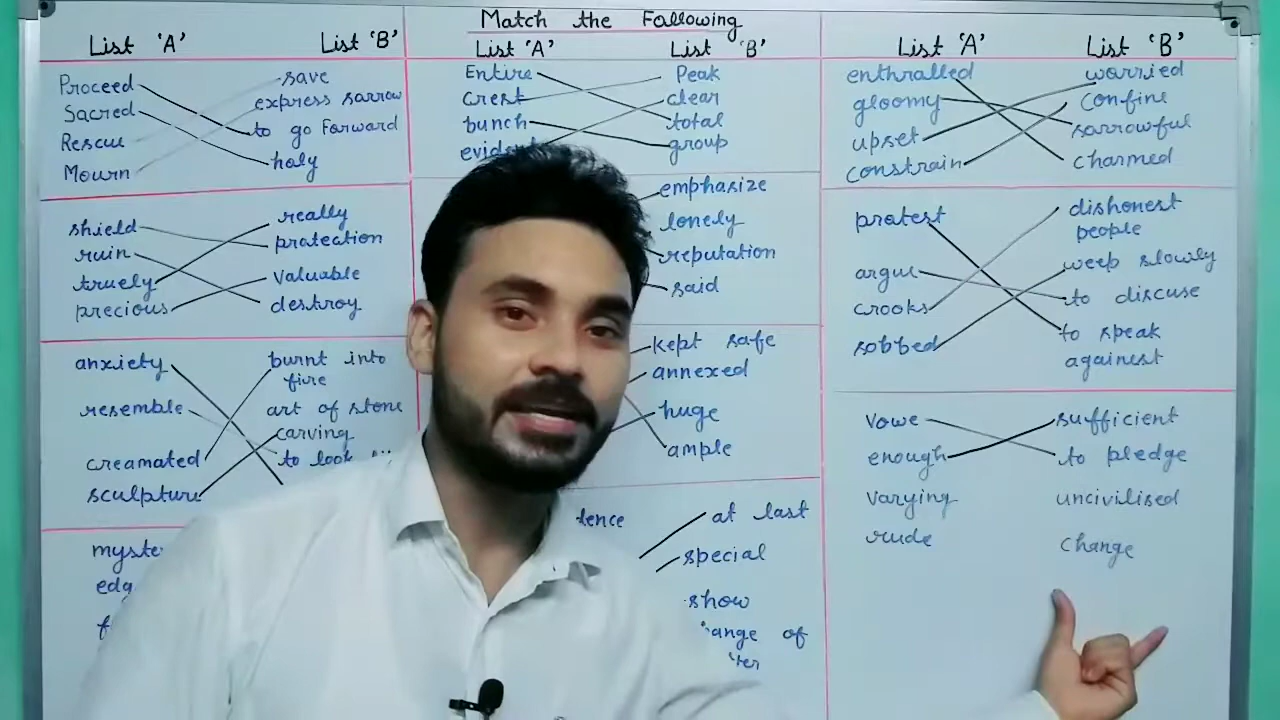 Match the Following
List 'A' List 'B'
Proceed save
Sacred express sorrow
Rescue to go Forward
Mourn holy
shield really
ruin protection
truely valuable
precious destroy
anxiety burnt into
fire
resemble art of stone
carving
creamated to look
sculpture
List 'A' List 'B'
Entire Peak
crest clear
bunch total
evident group
emphasize
lonely
reputation
said
kept safe
annexed
huge
ample
at last
special
show
of
List 'A' List 'B'
enthralled worried
gloomy confine
upset sorrowful
constrain charmed
protest dishonest
people
argue weep slowly
crooks to discuse
sobbed to speak
againest
vowe sufficient
enough to pledge
varying uncivilised
rude change